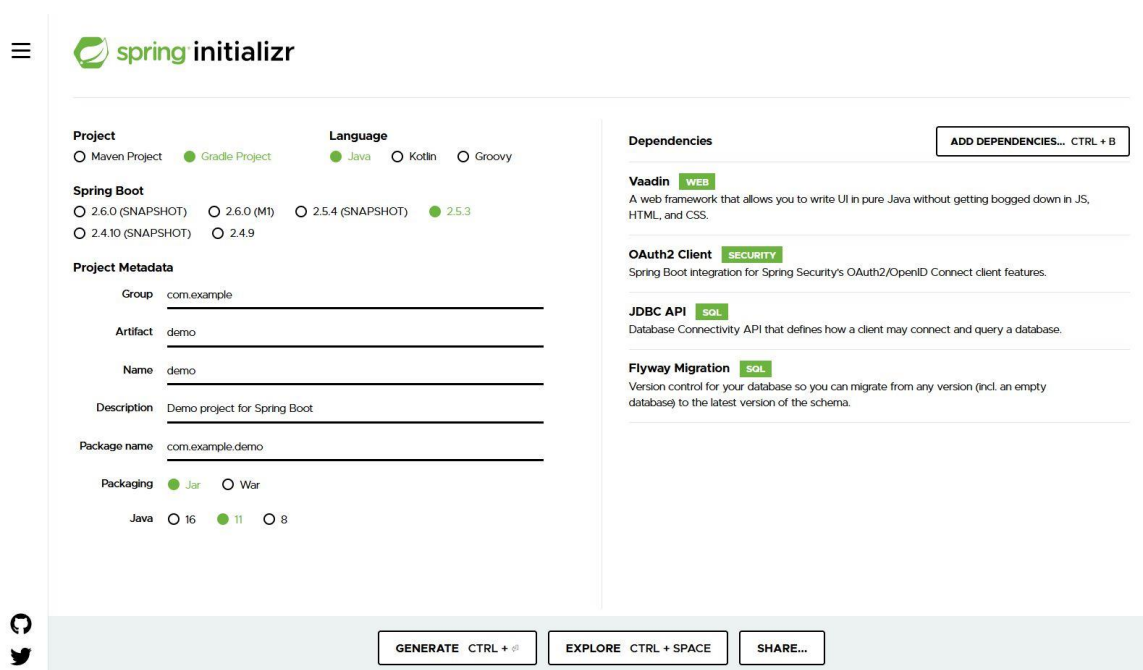 spring initializr
Project
Maven Project Gradle Project
Language
Java Kotlin Groovy
Spring Boot
2.6.0 (SNAPSHOT) 2.6.0 (M1) 2.5.4 (SNAPSHOT) 2.5.3
2.4.10 (SNAPSHOT) 2.4.9
Project Metadata
Group com.example
Artifact demo
Name demo
Description Demo project for Spring Boot
Package name com.example.demo
Packaging Jar War
Java 16 11 8
Dependencies
ADD DEPENDENCIES... CTRL + B
Vaadin WEB
A web framework that allows you to write UI in pure Java without getting bogged down in JS,
HTML, and CSS.
OAuth2 Client SECURITY
Spring Boot integration for Spring Security's OAuth2/OpenID Connect client features.
JDBC API SQL
Database Connectivity API that defines how a client may connect and query a database.
Flyway Migration SQL
Version control for your database so you can migrate from any version (incl. an empty
database) to the latest version of the schema.
GENERATE CTRL + ⏎
EXPLORE CTRL + SPACE
SHARE...